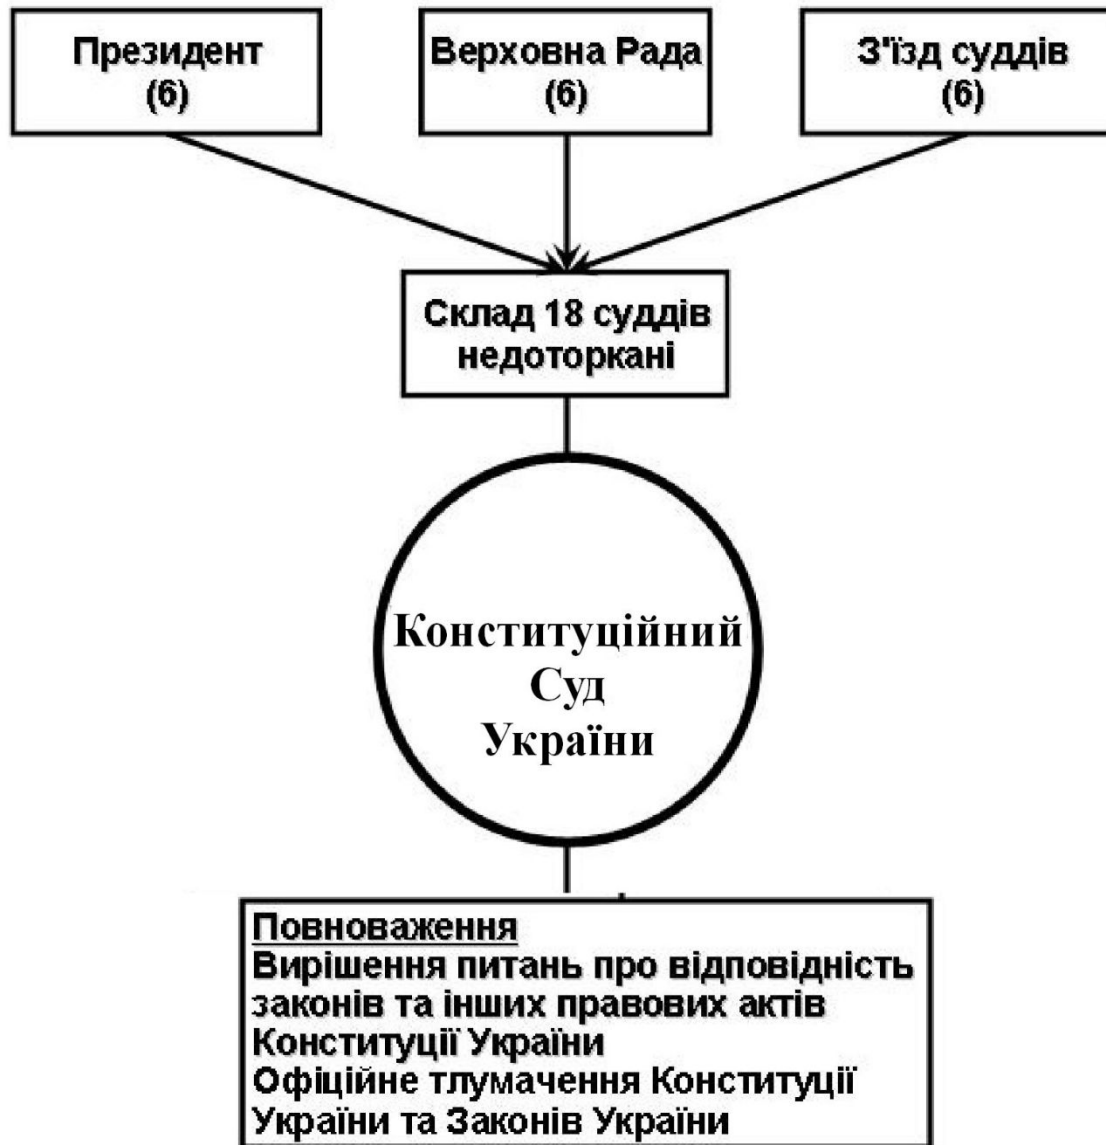 Президент
(6)
Верховна Рада
(6)
З'їзд суддів
(6)
Склад 18 суддів
недоторкані
Конституційний
Суд
України
Повноваження
Вирішення питань про відповідність
законів та інших правових актів
Конституції України
Офіційне тлумачення Конституції
України та Законів України